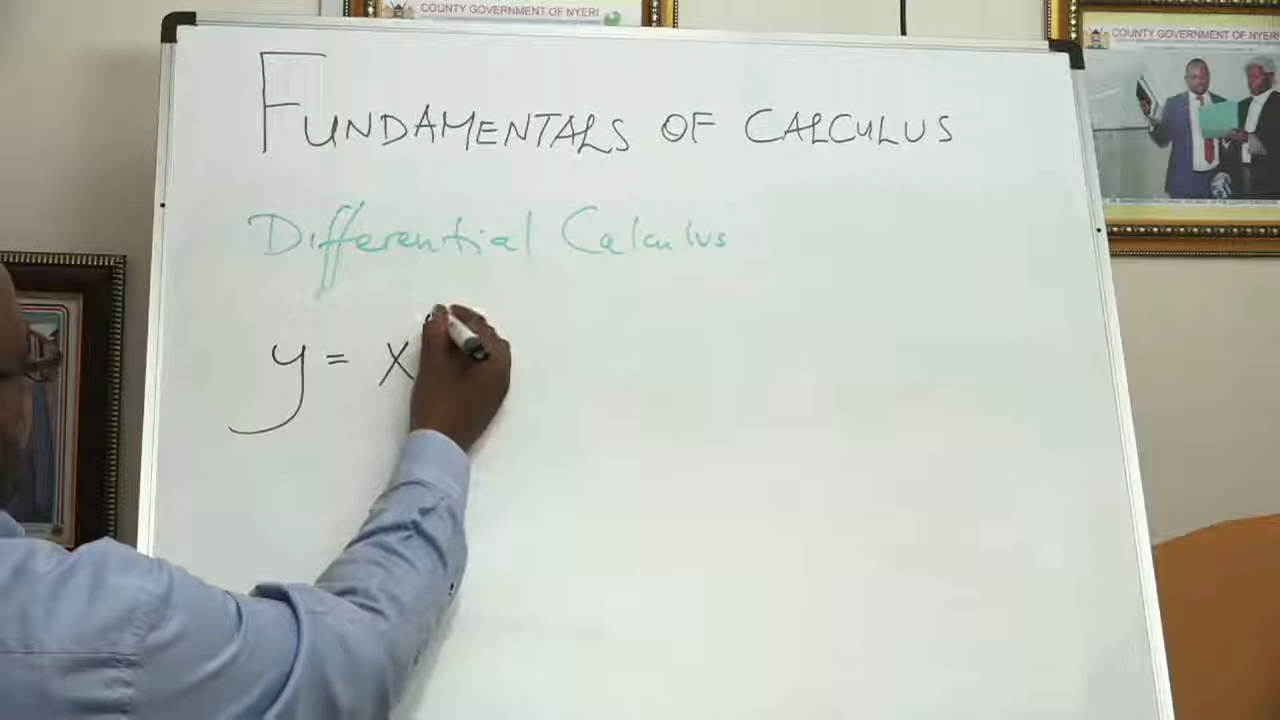 COUNTY GOVERNMENT OF NYERI
COUNTY GOVERNMENT OF NYERI
FUNDAMENTALS OF CALCULUS
Differential Calculus
y = x